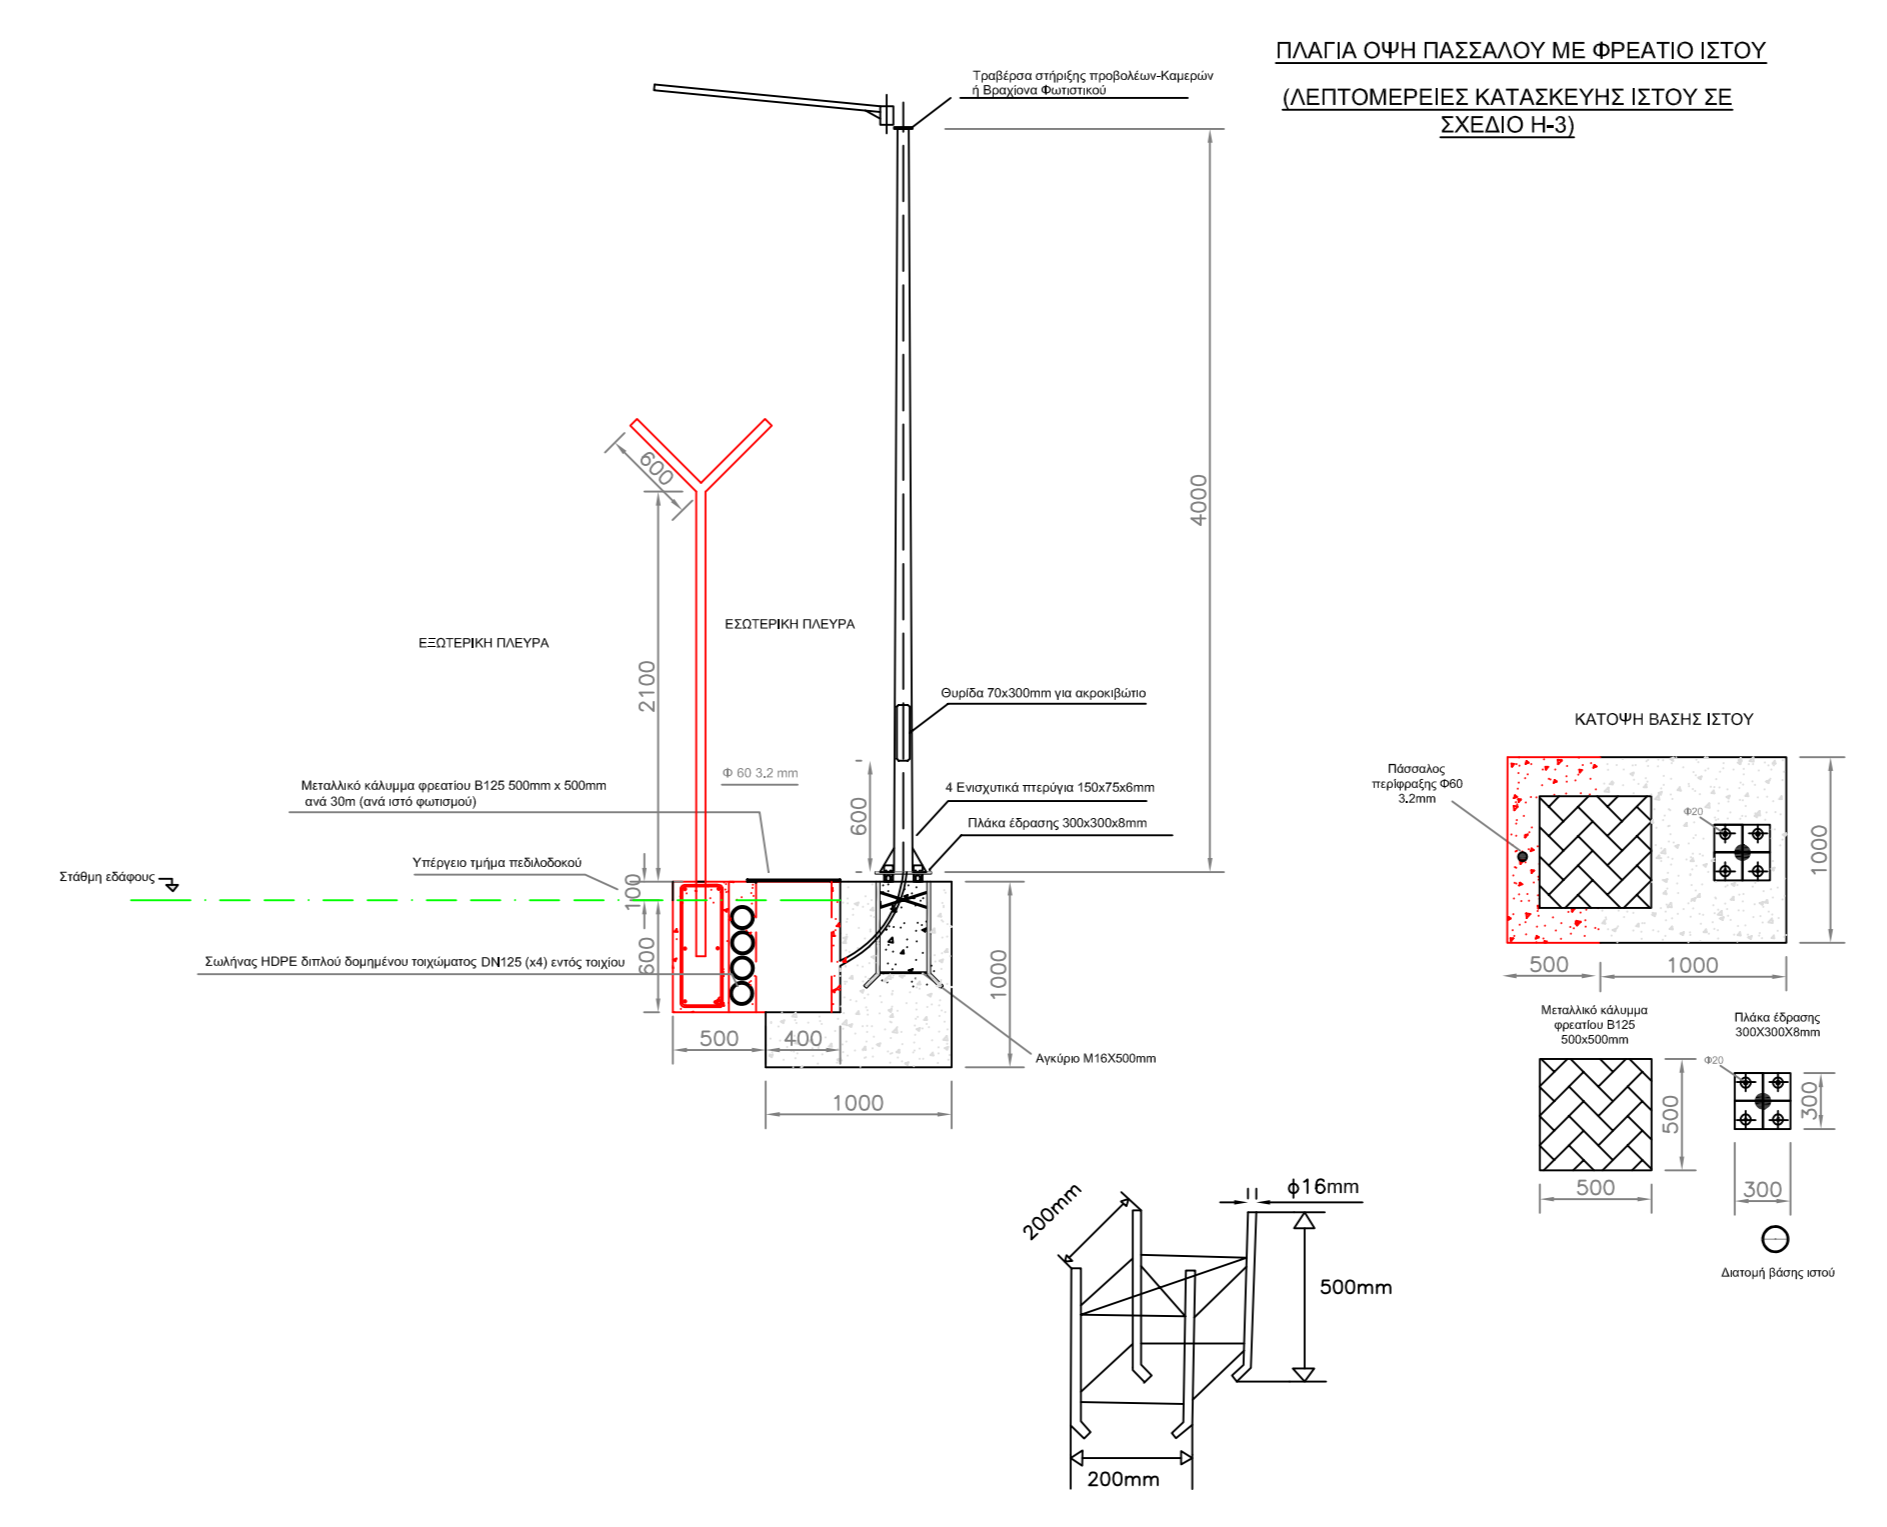 ΠΛΑΓΙΑ ΟΨΗ ΠΑΣΣΑΛΟΥ ΜΕ ΦΡΕΑΤΙΟ ΙΣΤΟΥ
(ΛΕΠΤΟΜΕΡΕΙΕΣ ΚΑΤΑΣΚΕΥΗΣ ΙΣΤΟΥ ΣΕ
ΣΧΕΔΙΟ Η-3)
Τραβέρσα στήριξης προβολέων-Καμερών
ή Βραχίονα Φωτιστικού
4000
600
2100
ΕΞΩΤΕΡΙΚΗ ΠΛΕΥΡΑ
ΕΣΩΤΕΡΙΚΗ ΠΛΕΥΡΑ
Θυρίδα 70x300mm για ακροκιβώτιο
Φ 60 3.2 mm
600
4 Ενισχυτικά πτερύγια 150x75x6mm
Πλάκα έδρασης 300x300x8mm
Μεταλλικό κάλυμμα φρεατίου Β125 500mm x 500mm
ανά 30m (ανά ιστό φωτισμού)
Υπέργειο τμήμα πεδιλοδοκού
Στάθμη εδάφους
100
600
Σωλήνας HDPE διπλού δομημένου τοιχώματος DN125 (x4) εντός τοιχίου
1000
500
400
Αγκύριο Μ16Χ500mm
1000
ΚΑΤΟΨΗ ΒΑΣΗΣ ΙΣΤΟΥ
Πάσσαλος
περίφραξης Φ60
3.2mm
Φ20
1000
500
1000
Μεταλλικό κάλυμμα
φρεατίου Β125
500x500mm
Πλάκα έδρασης
300Χ300Χ8mm
Φ20
500
300
500
300
Διατομή βάσης ιστού
200mm
ϕ16mm
500mm
200mm